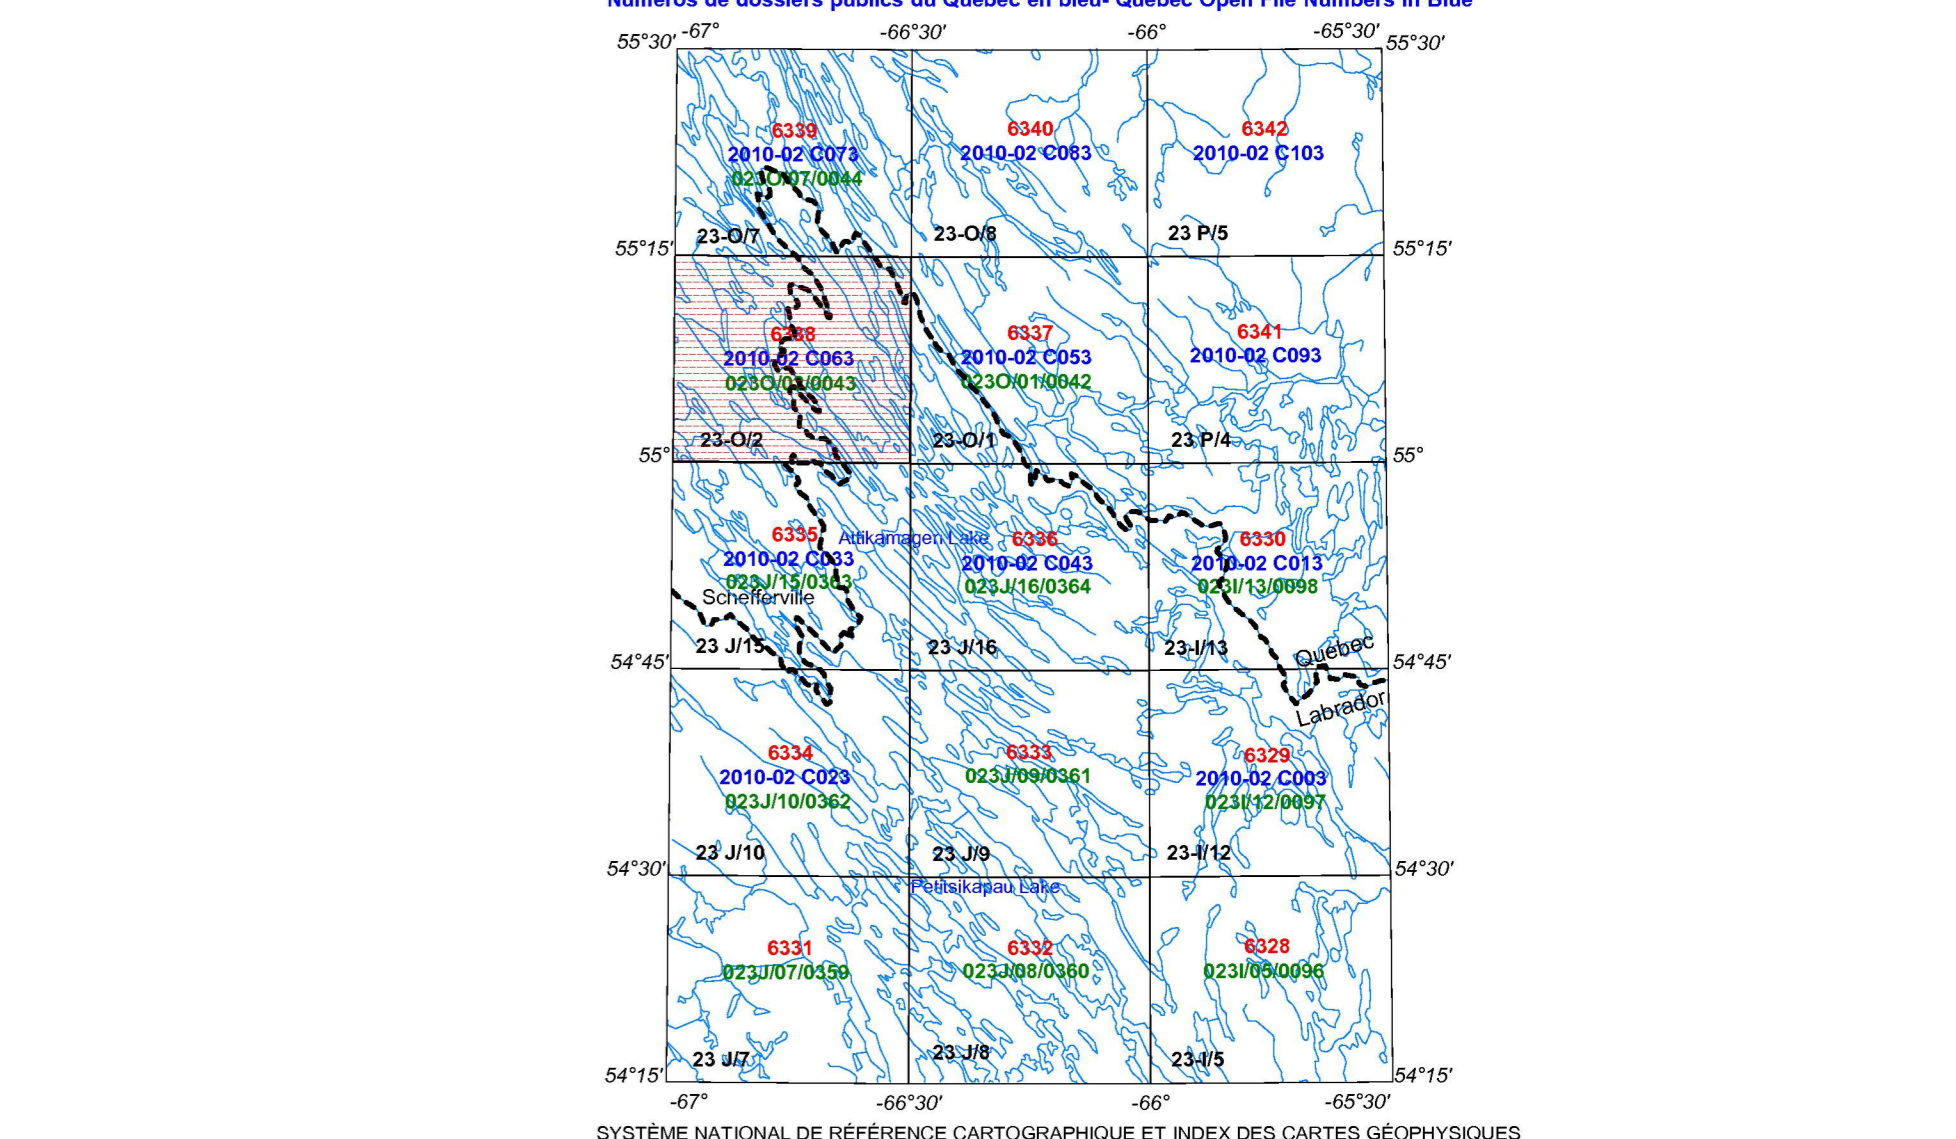 Numéros de dossiers publics du Québec en bleu- Québec Open File Numbers in Blue
-67° -66°30' -66° -65°30'
55°30' 55°30'
6339 6340 6342
2010-02 C073 2010-02 C083 2010-02 C103
023O/07/0044
23-O/7 23-O/8 23 P/5
55°15' 55°15'
6338 6337 6341
2010-02 C063 2010-02 C053 2010-02 C093
023O/02/0043 023O/01/0042
23-O/2 23-O/1 23 P/4
55° 55°
6335 Attikamagen Lake 6336 6330
2010-02 C033 2010-02 C043 2010-02 C013
023J/15/0363 023J/16/0364 023I/13/0098
Schefferville
23 J/15 23 J/16 23-I/13 Québec
54°45' 54°45'
Labrador
6334 6333 6329
2010-02 C023 023J/09/0361 2010-02 C003
023J/10/0362 023I/12/0097
23 J/10 23 J/9 23-I/12
54°30' 54°30'
Petitsikapau Lake
6331 6332 6328
023J/07/0359 023J/08/0360 023I/05/0096
23 J/7 23 J/8 23-I/5
54°15' 54°15'
-67° -66°30' -66° -65°30'
SYSTÈME NATIONAL DE RÉFÉRENCE CARTOGRAPHIQUE ET INDEX DES CARTES GÉOPHYSIQUES